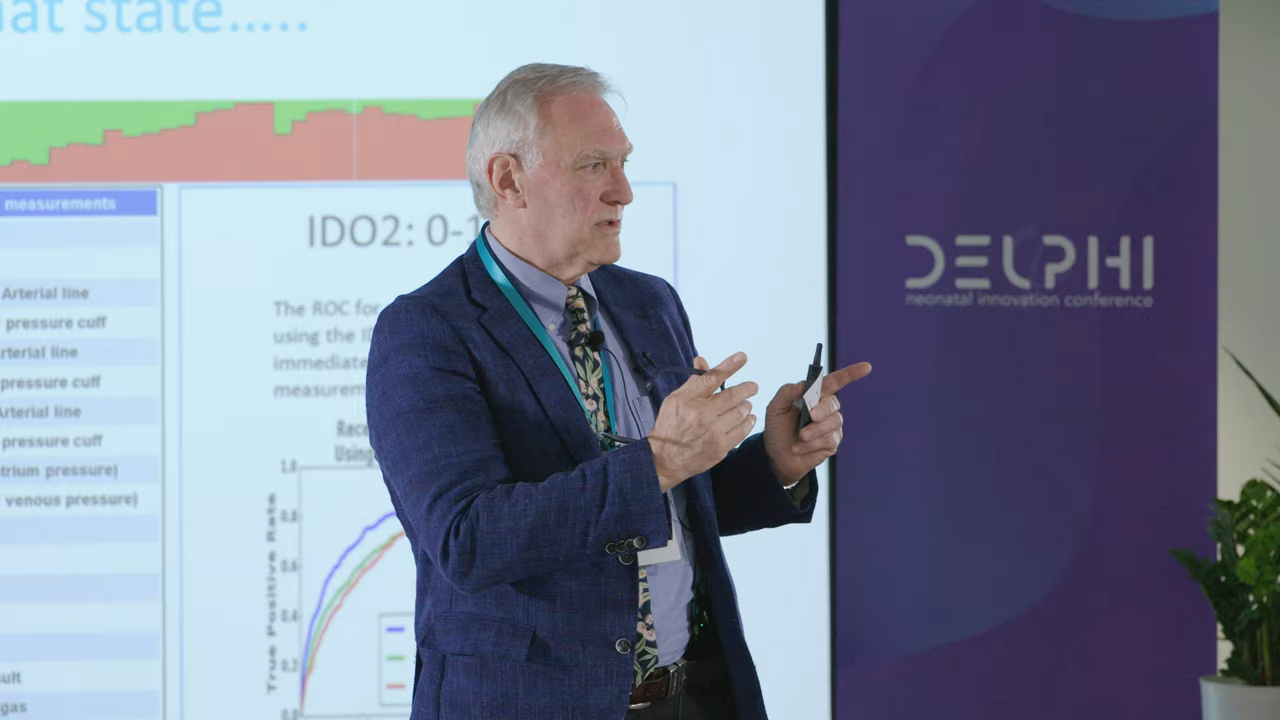 at state.....
measurements
Arterial line
pressure cuff
rterial line
pressure cuff
Arterial line
pressure cuff
trium pressure)
venous pressure)
sult
gas
IDO2: 0-1
The ROC for
using the I
immediate
measurem
Rece
Using
True Positive Rate
1.0
0.8
0.6
0.4
0.2
0.0
DELPHI
neonatal innovation conference